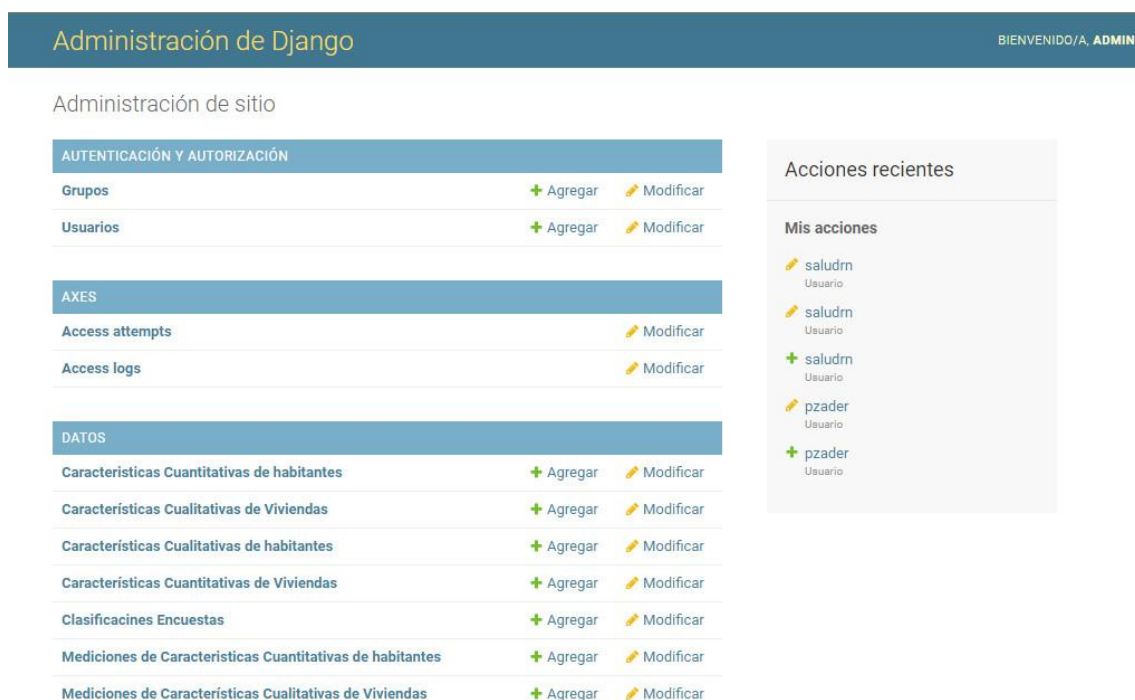 Administración de Django
BIENVENIDO/A, ADMIN
Administración de sitio
AUTENTICACIÓN Y AUTORIZACIÓN
Grupos Agregar Modificar
Usuarios Agregar Modificar
AXES
Access attempts Modificar
Access logs Modificar
DATOS
Caracteristicas Cuantitativas de habitantes Agregar Modificar
Características Cualitativas de Viviendas Agregar Modificar
Características Cualitativas de habitantes Agregar Modificar
Características Cuantitativas de Viviendas Agregar Modificar
Clasificacines Encuestas Agregar Modificar
Mediciones de Caracteristicas Cuantitativas de habitantes Agregar Modificar
Mediciones de Características Cualitativas de Viviendas Agregar Modificar
Acciones recientes
Mis acciones
saludrn
Usuario
saludrn
Usuario
saludrn
Usuario
pzader
Usuario
pzader
Usuario